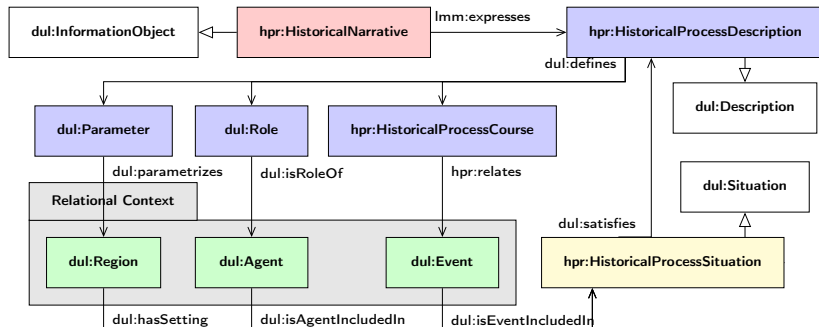 lmm:expresses
dul:InformationObject
hpr:HistoricalNarrative
hpr:HistoricalProcessDescription
dul:defines
dul:Description
dul:Parameter
dul:Role
hpr:HistoricalProcessCourse
dul:parametrizes
dul:isRoleOf
hpr:relates
dul:Situation
Relational Context
dul:satisfies
dul:Region
dul:Agent
dul:Event
hpr:HistoricalProcessSituation
dul:hasSetting
dul:isAgentIncludedIn
dul:isEventIncludedIn